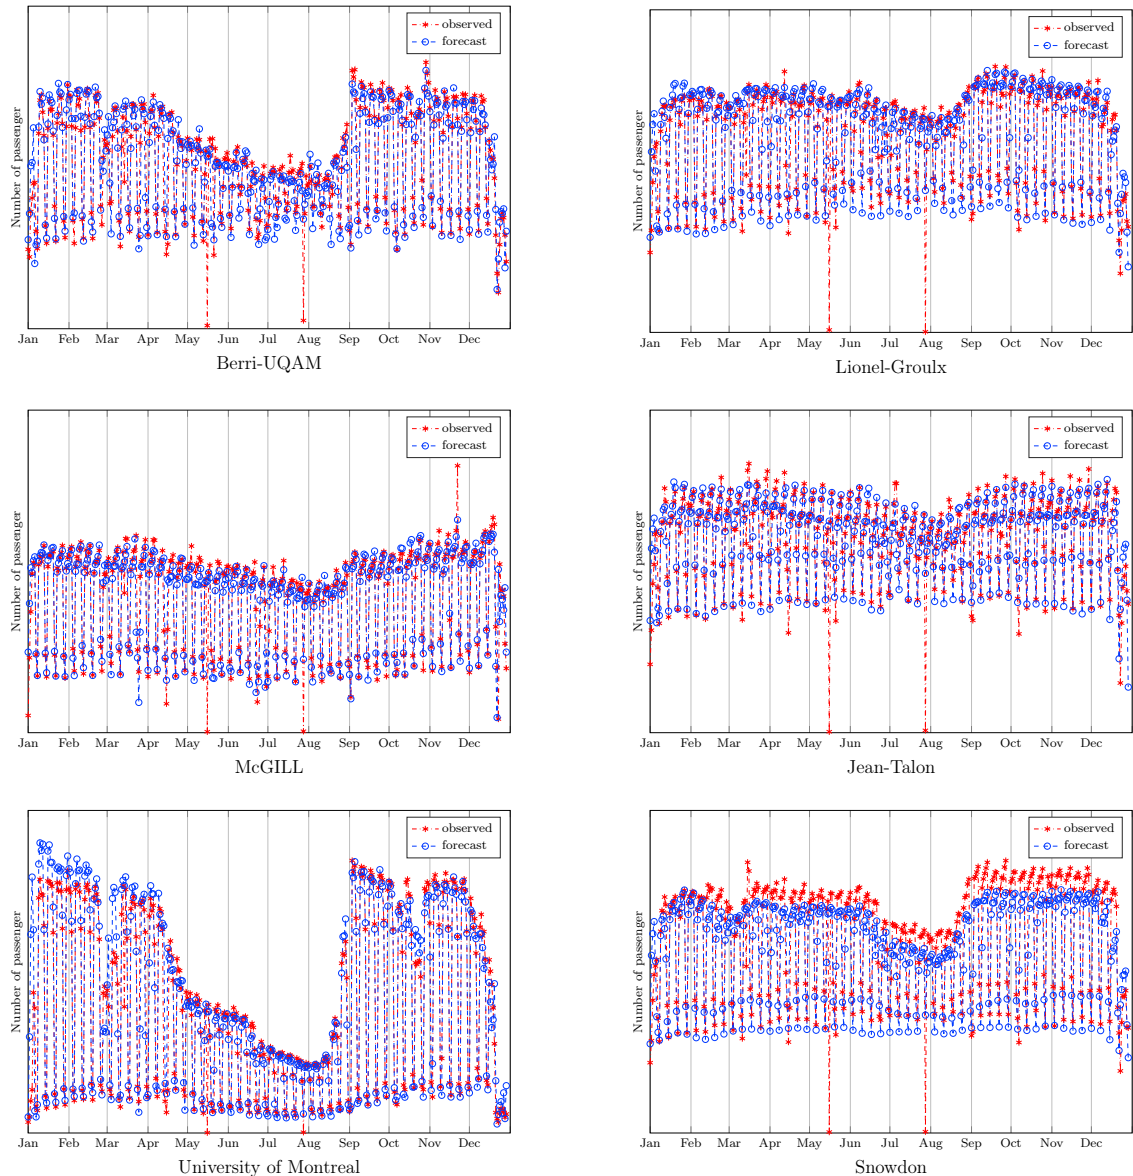 observed
forecast
Number of passenger
Jan Feb Mar Apr May Jun Jul Aug Sep Oct Nov Dec
Berri-UQAM
observed
forecast
Number of passenger
Jan Feb Mar Apr May Jun Jul Aug Sep Oct Nov Dec
Lionel-Groulx
observed
forecast
Number of passenger
Jan Feb Mar Apr May Jun Jul Aug Sep Oct Nov Dec
McGILL
observed
forecast
Number of passenger
Jan Feb Mar Apr May Jun Jul Aug Sep Oct Nov Dec
Jean-Talon
observed
forecast
Number of passenger
Jan Feb Mar Apr May Jun Jul Aug Sep Oct Nov Dec
University of Montreal
observed
forecast
Number of passenger
Jan Feb Mar Apr May Jun Jul Aug Sep Oct Nov Dec
Snowdon